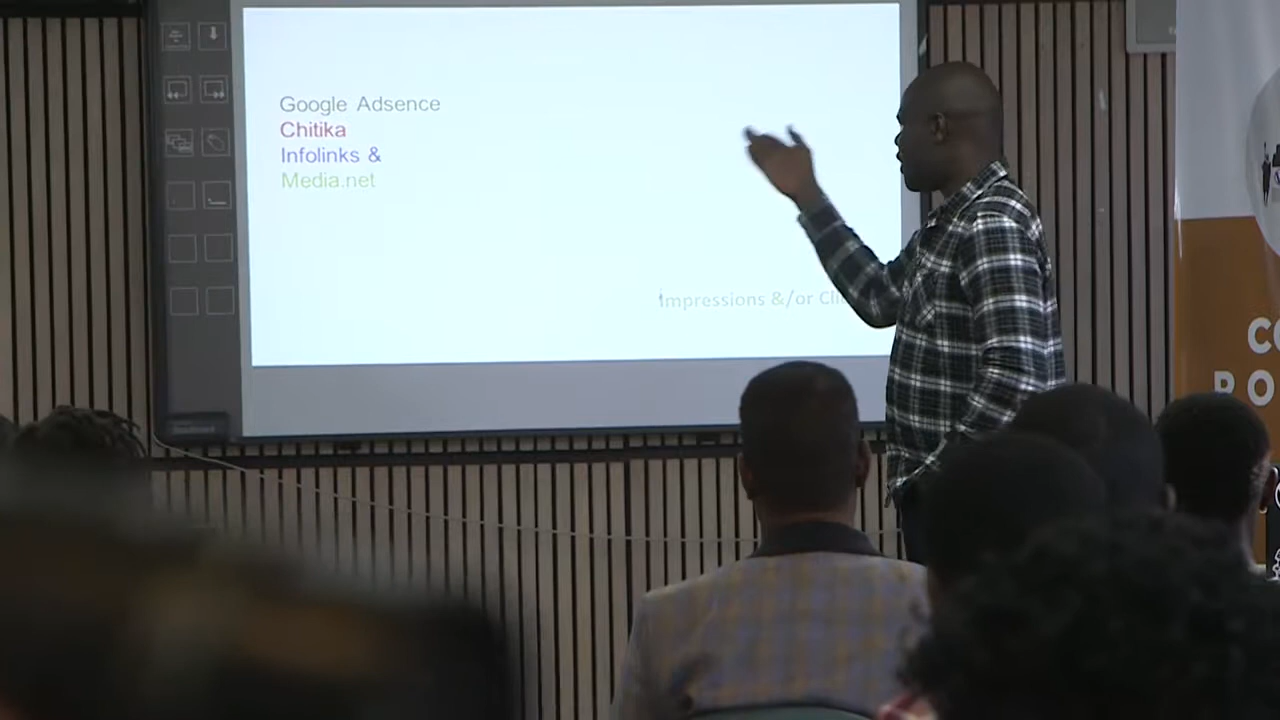 Google Adsence
Chitika
Infolinks &
Media.net
Impressions &/or